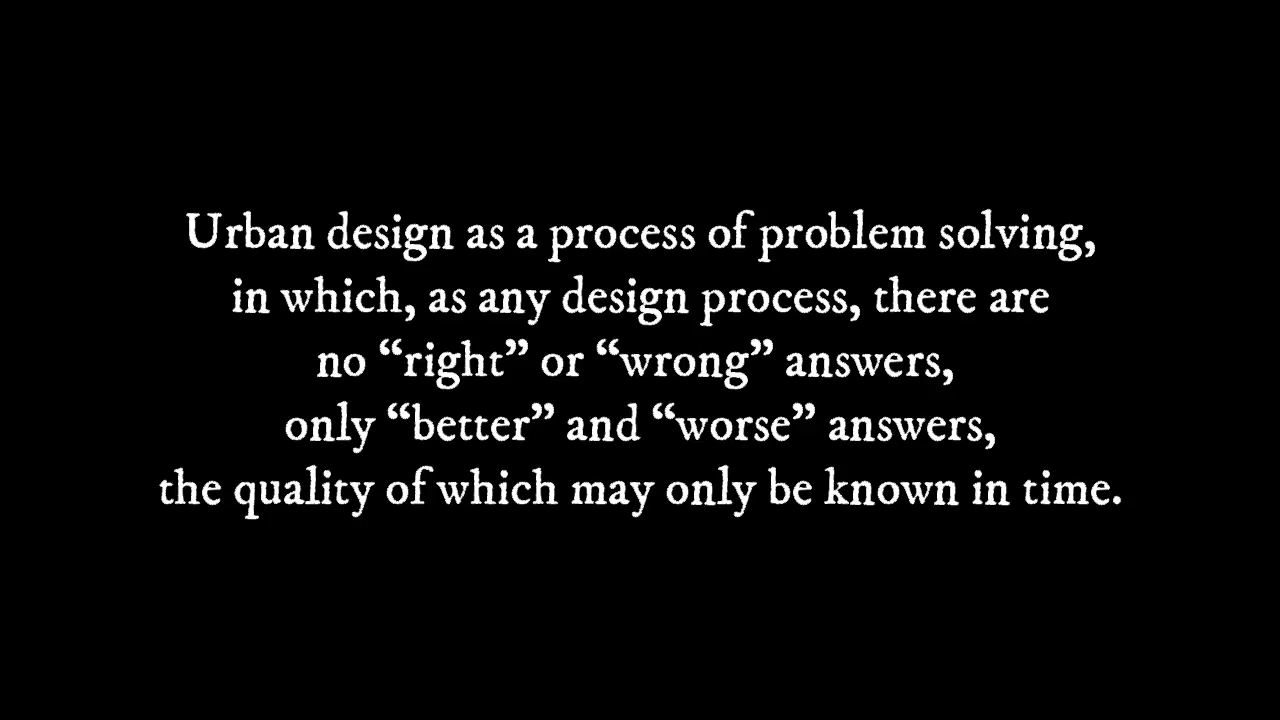 Urban design as a process of problem solving,
in which, as any design process, there are
no “right” or “wrong” answers,
only “better” and “worse” answers,
the quality of which may only be known in time.